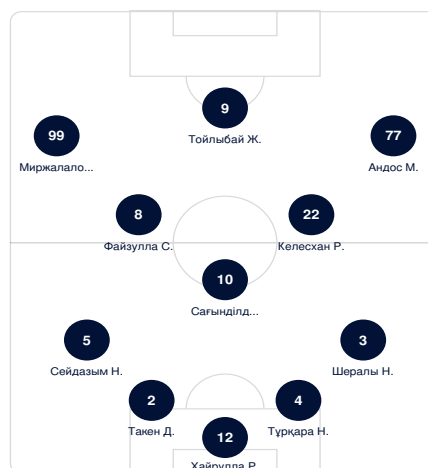 9
Тойлыбай Ж.
99
Миржалало...
77
Андос М.
8
Файзулла С.
22
Келесхан Р.
10
Сағынділд...
5
Сейдазым Н.
3
Шералы Н.
2
Такен Д.
4
Тұрқара Н.
12
Хайрулла Р.